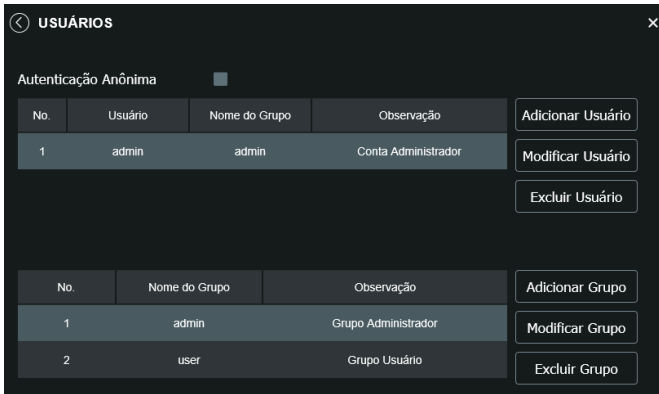 USUÁRIOS
Autenticação Anônima
No. Usuário Nome do Grupo Observação
1 admin admin Conta Administrador
Adicionar Usuário
Modificar Usuário
Excluir Usuário
No. Nome do Grupo Observação
1 admin Grupo Administrador
2 user Grupo Usuário
Adicionar Grupo
Modificar Grupo
Excluir Grupo